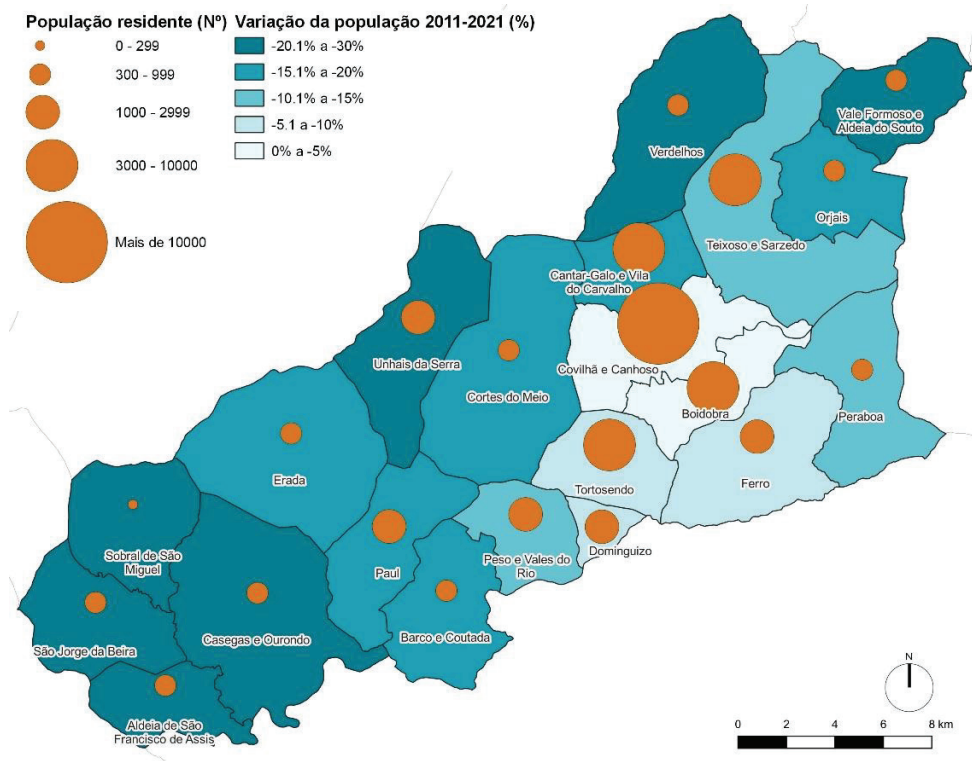 População residente (Nº)
0 - 299
300 - 999
1000 - 2999
3000 - 10000
Mais de 10000
Variação da população 2011-2021 (%)
-20.1% a -30%
-15.1% a -20%
-10.1% a -15%
-5.1 a -10%
0% a -5%
Vale Formoso e
Aldeia do Souto
Verdelhos
Orjais
Teixoso e Sarzedo
Cantar-Galo e Vila
do Carvalho
Unhais da Serra
Covilhã e Canhoso
Cortes do Meio
Boidobra
Peraboa
Erada
Tortosendo
Ferro
Sobral de São
Miguel
Paul
Peso e Vales do
Rio
Dominguizo
São Jorge da Beira
Casegas e Ourondo
Barco e Coutada
Aldeia de São
Francisco de Assis
N
0 2 4 6 8 km